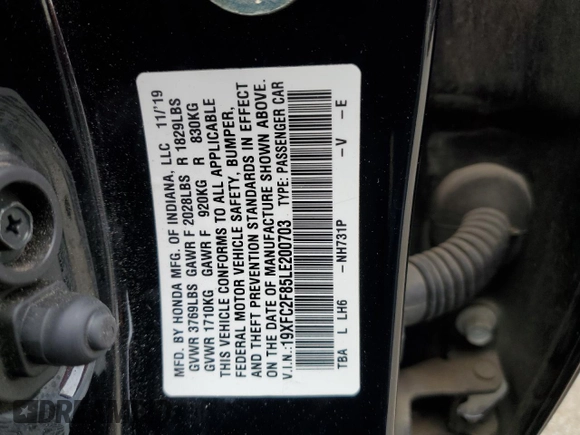 MFD. BY HONDA MFG. OF INDIANA, LLC 11/'19
GVWR 3769LBS GAWR F 2028LBS R 1829LBS
GVWR 1710KG GAWR F 920KG R 830KG
THIS VEHICLE CONFORMS TO ALL APPLICABLE
FEDERAL MOTOR VEHICLE SAFETY, BUMPER,
AND THEFT PREVENTION STANDARDS IN EFFECT
ON THE DATE OF MANUFACTURE SHOWN ABOVE.
V.I.N.:19XFC2F85LE200703 TYPE: PASSENGER CAR
TBA L LH6 -NH731P -V -E